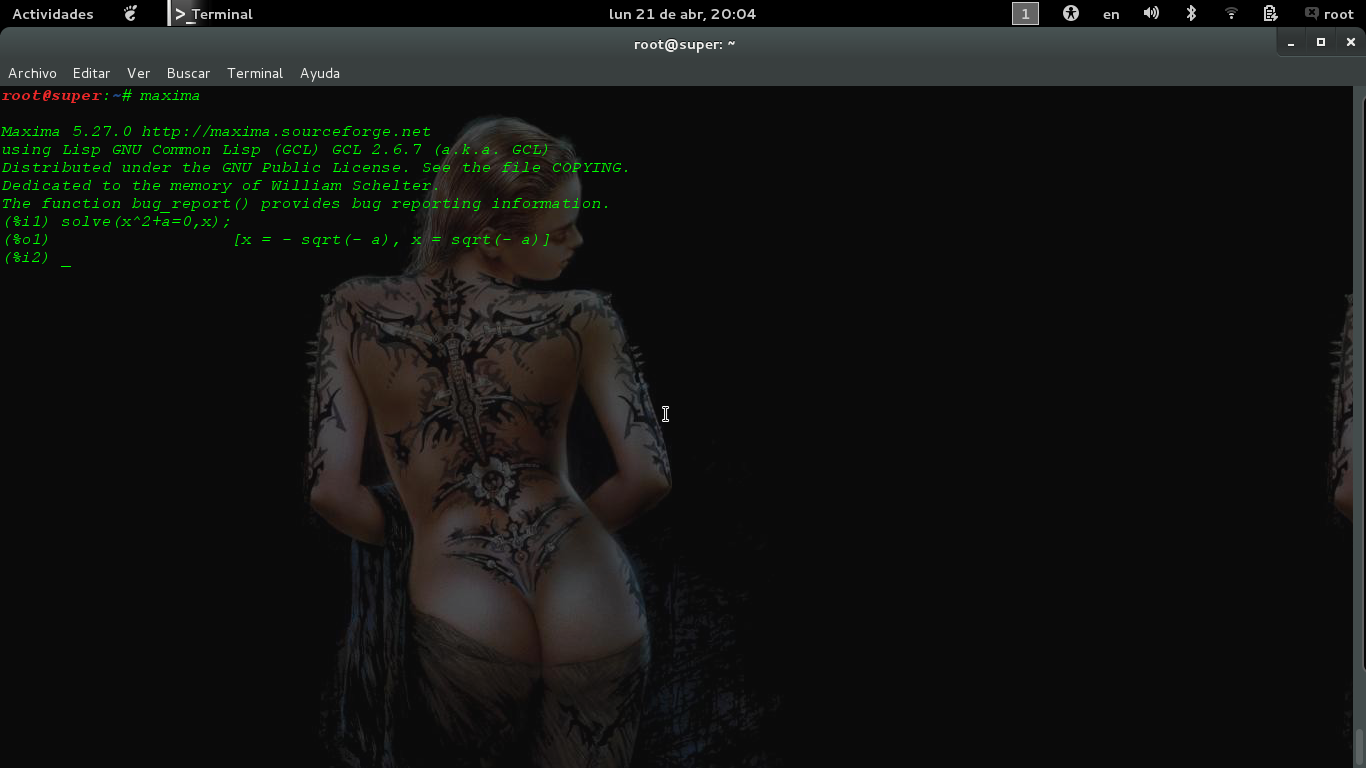 Actividades >_ Terminal lun 21 de abr, 20:04 1 en root
root@super: ~
Archivo Editar Ver Buscar Terminal Ayuda
root@super:~# maxima
Maxima 5.27.0 http://maxima.sourceforge.net
using Lisp GNU Common Lisp (GCL) GCL 2.6.7 (a.k.a. GCL)
Distributed under the GNU Public License. See the file COPYING.
Dedicated to the memory of William Schelter.
The function bug_report() provides bug reporting information.
(%i1) solve(x^2+a=0,x);
(%o1) [x = - sqrt(- a), x = sqrt(- a)]
(%i2) _